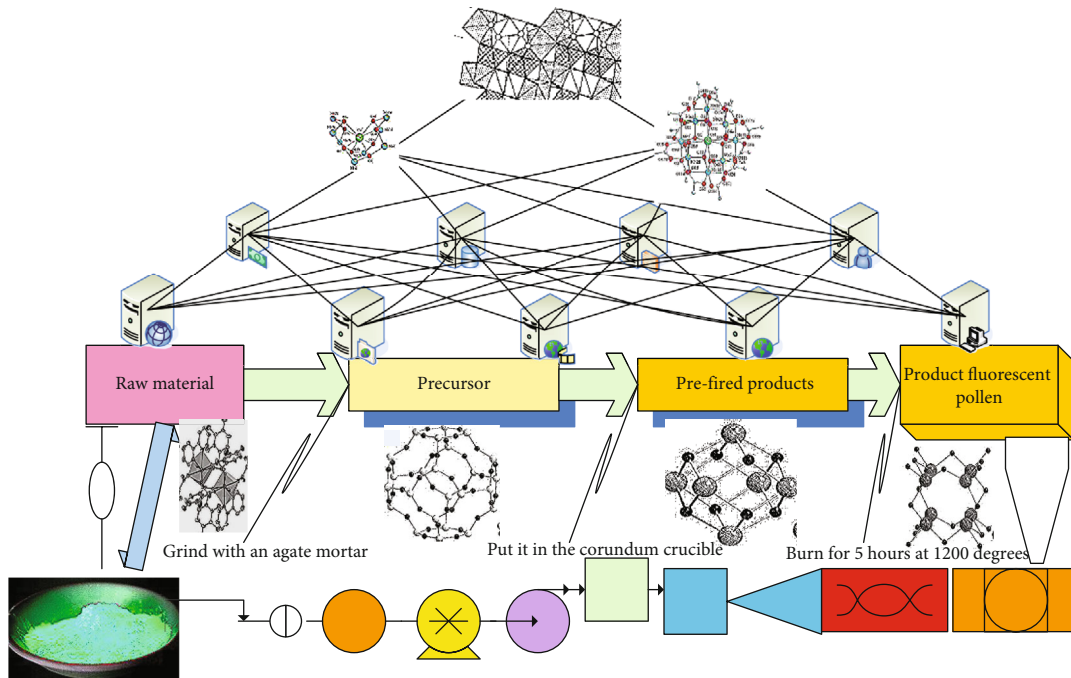 Raw material
Precursor
Pre-fired products
Product fluorescent
pollen
Grind with an agate mortar
Put it in the corundum crucible
Burn for 5 hours at 1200 degrees